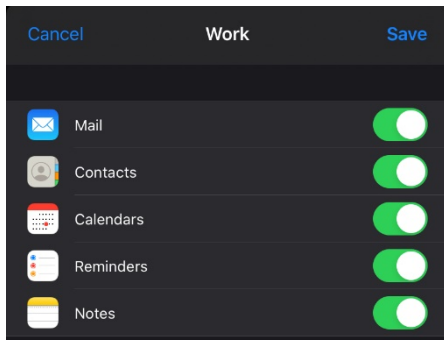 Cancel Work Save
Mail
Contacts
Calendars
Reminders
Notes